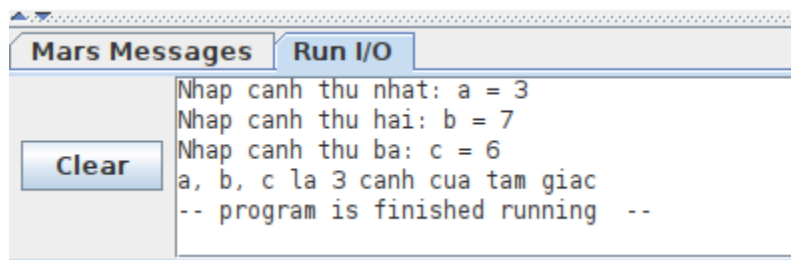 Mars Messages Run I/O
Nhap canh thu nhat: a = 3
Nhap canh thu hai: b = 7
Nhap canh thu ba: c = 6
Clear
a, b, c la 3 canh cua tam giac
-- program is finished running  --